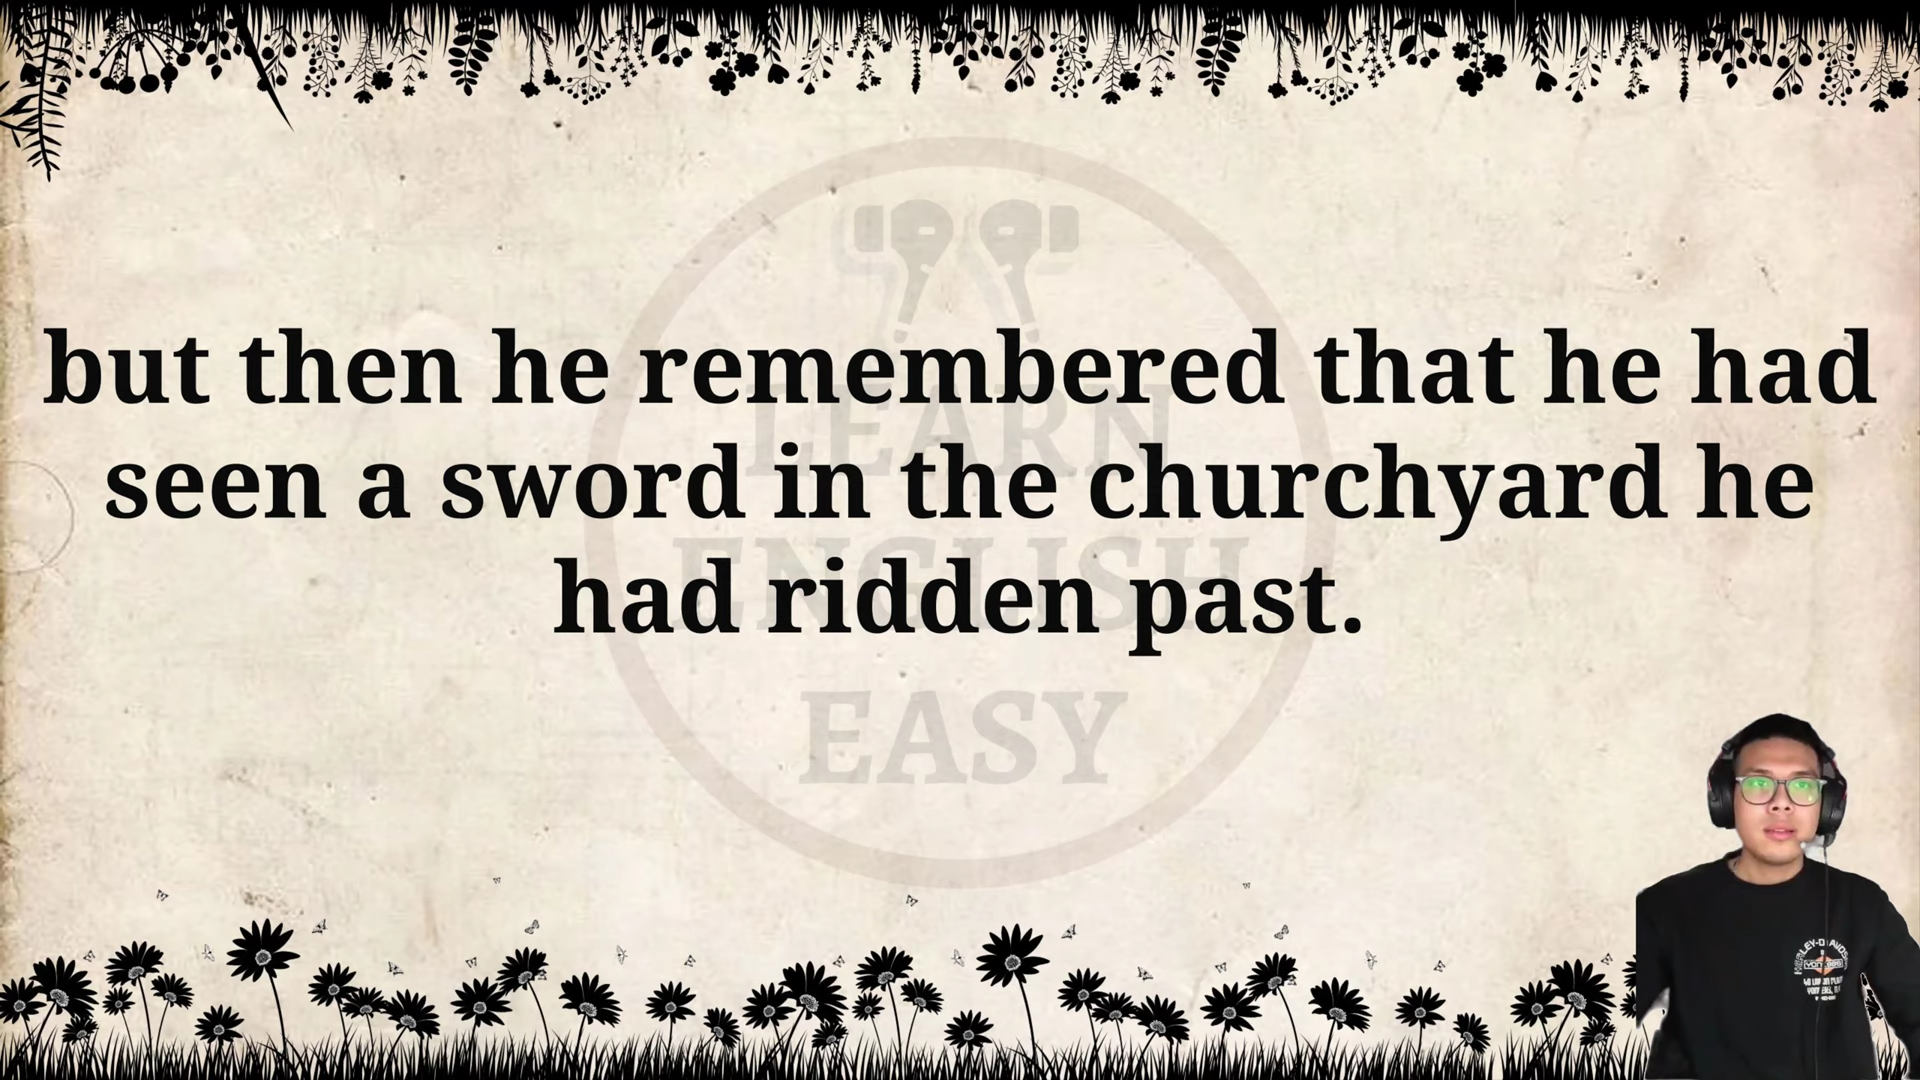 but then he remembered that he had
seen a sword in the churchyard he
had ridden past.
LEARN
ENGLISH
EASY